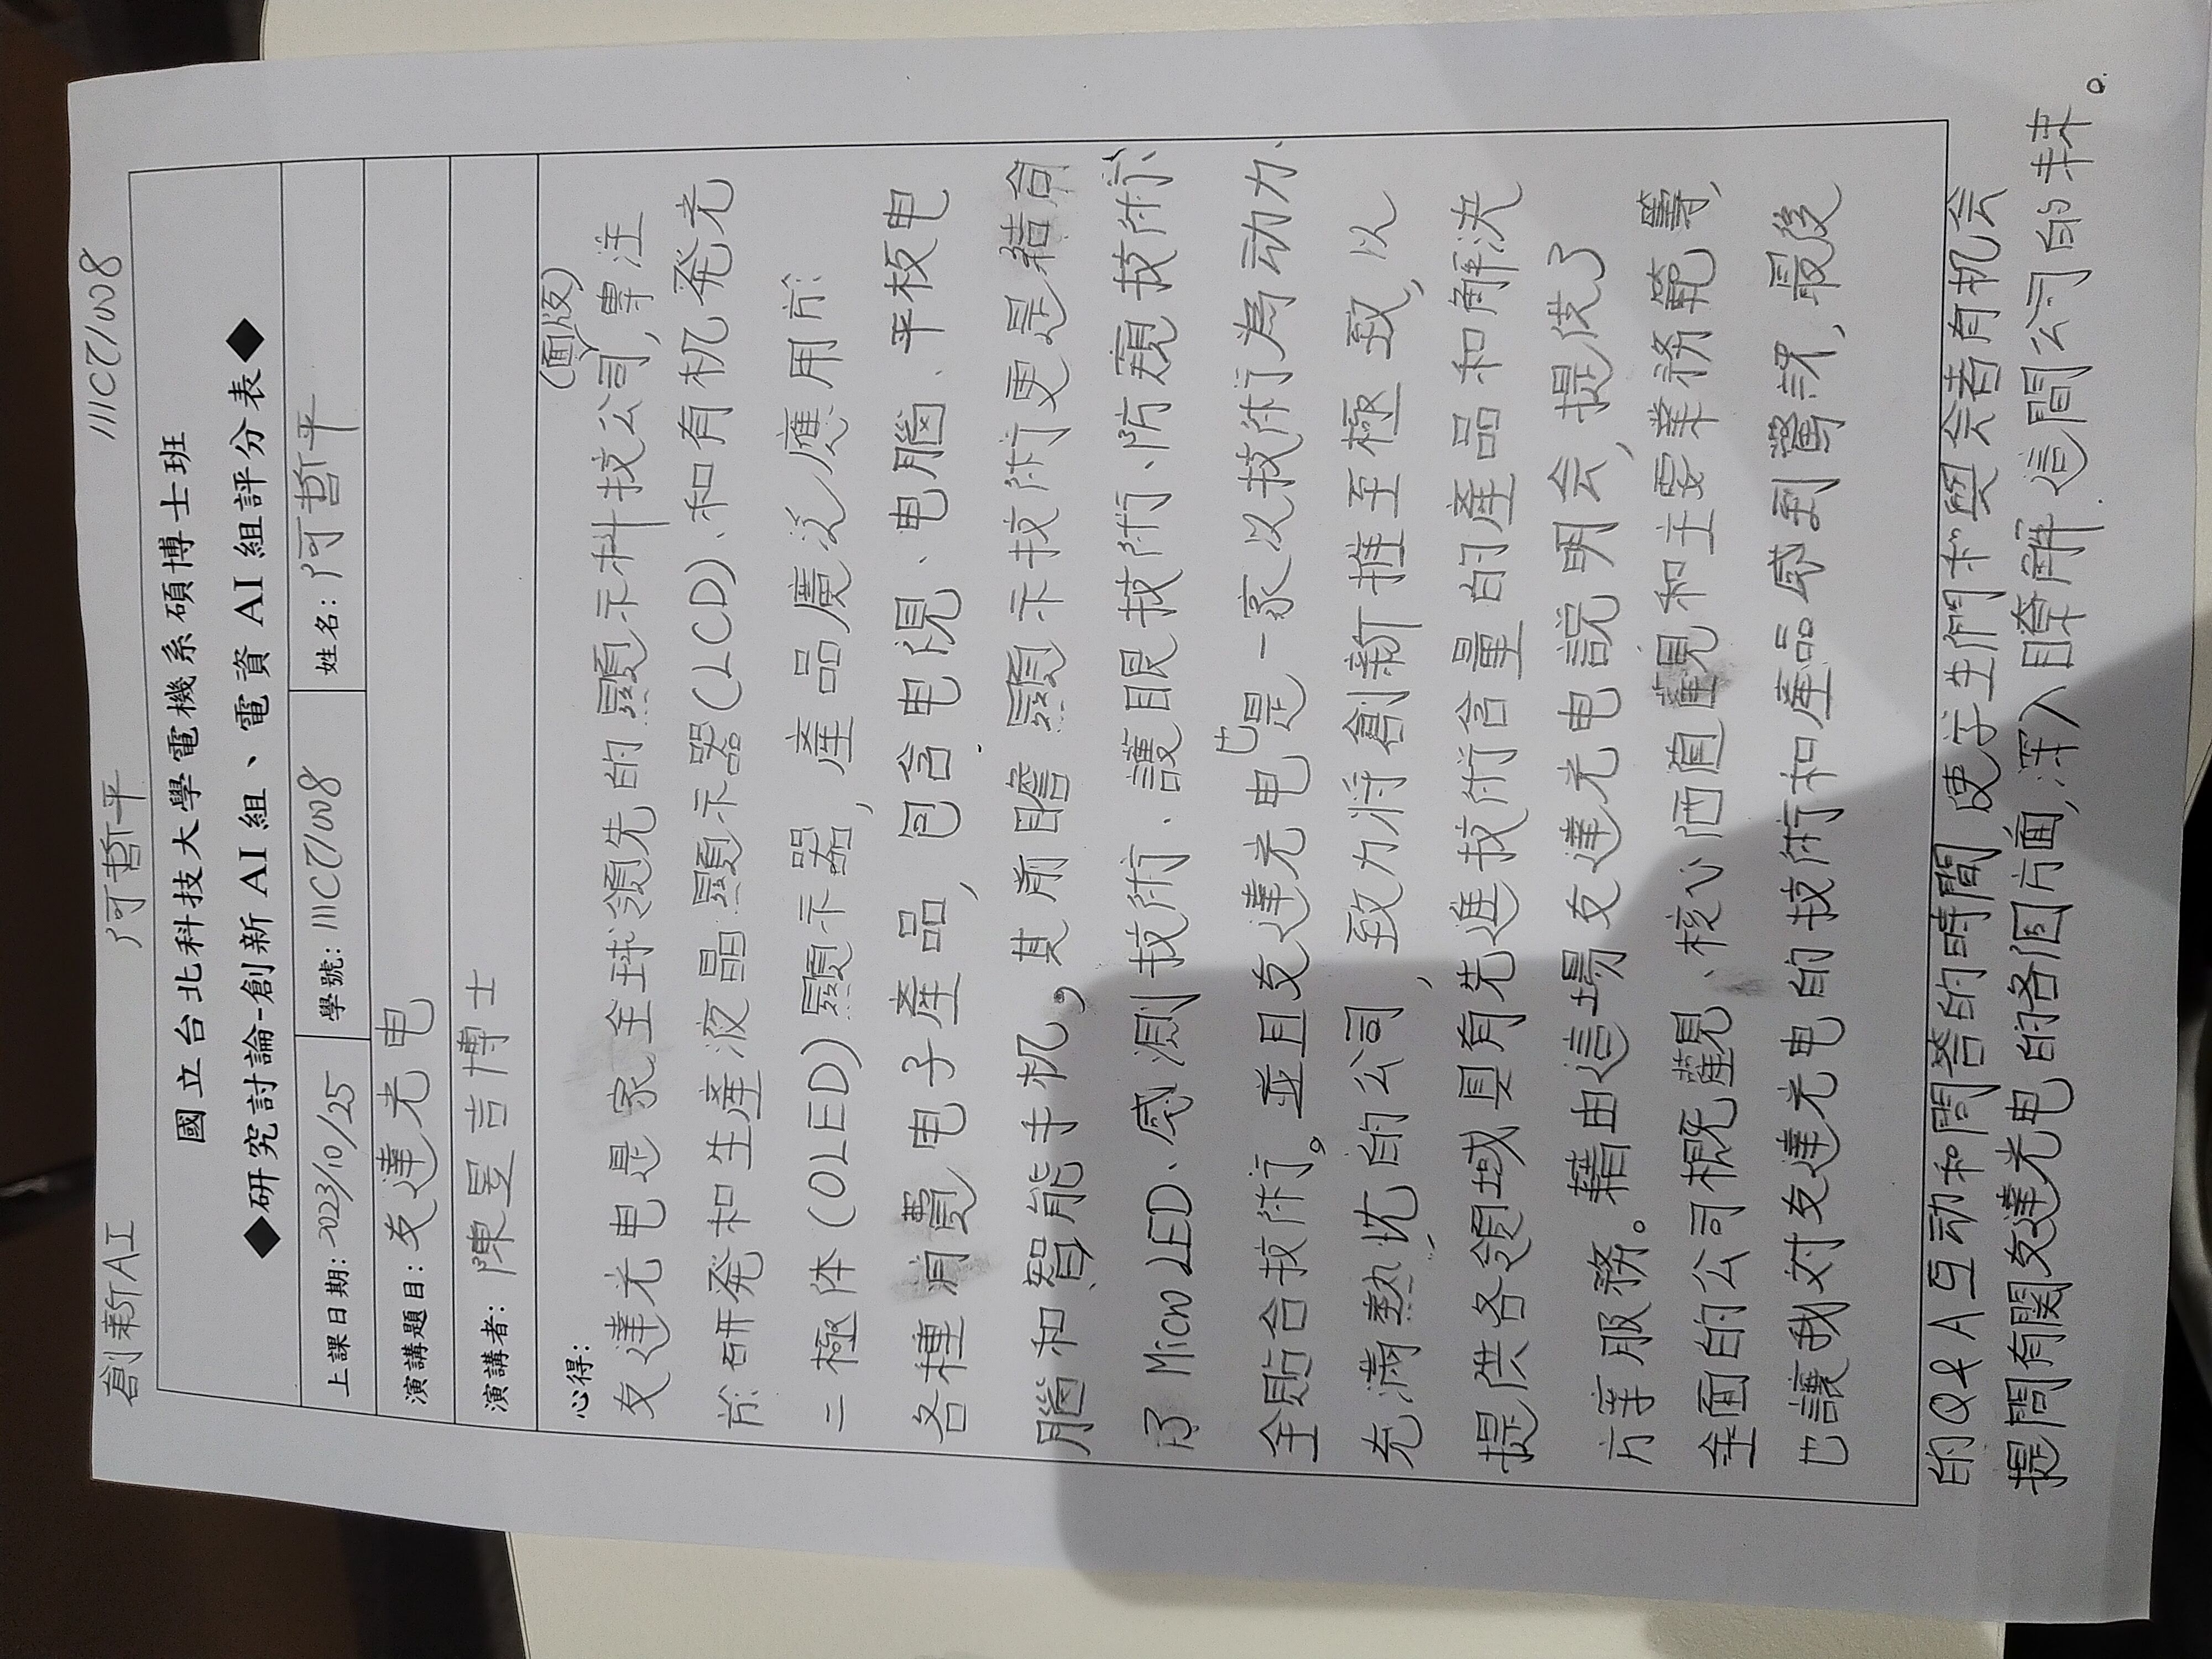 創新AI 阿哲平 111C71008
國立台北科技大學電機系碩博士班
◆研究討論-創新 AI 組、電資 AI 組評分表◆
上課日期: 2023/10/25 學號: 111C71008 姓名: 阿哲平
演講題目: 友達光电
演講者: 陳昱吉博士
心得: (面版)
友達光电是家全球領先的顯示科技公司,專注
於研発和生產液晶顯示器(LCD)、和有机発光
二極体(OLED)顯示器,產品廣泛應用於
各種消費电子產品,包含电視、电腦、平板电
腦和智能手机,其前瞻顯示技術更是結合
了Micro LED、感測技術、護眼技術、防窺技術、
全貼合技術。並且友達光电也是一家以技術為动力、
充滿熱忱的公司,致力將創新推至極致,以
提供各領域具有先進技術含量的產品和解決
方案服務。藉由這場友達光电説明会,提供了
全面的公司概觀、核心価值觀和主要業務範籌,
也讓我对友達光电的技術和產品感到驚訝,最後
的Q&A互动和問答的時間 使学生們和與会者有机会
提問有関友達光电的各個方面,深入瞭解這間公司的未来。